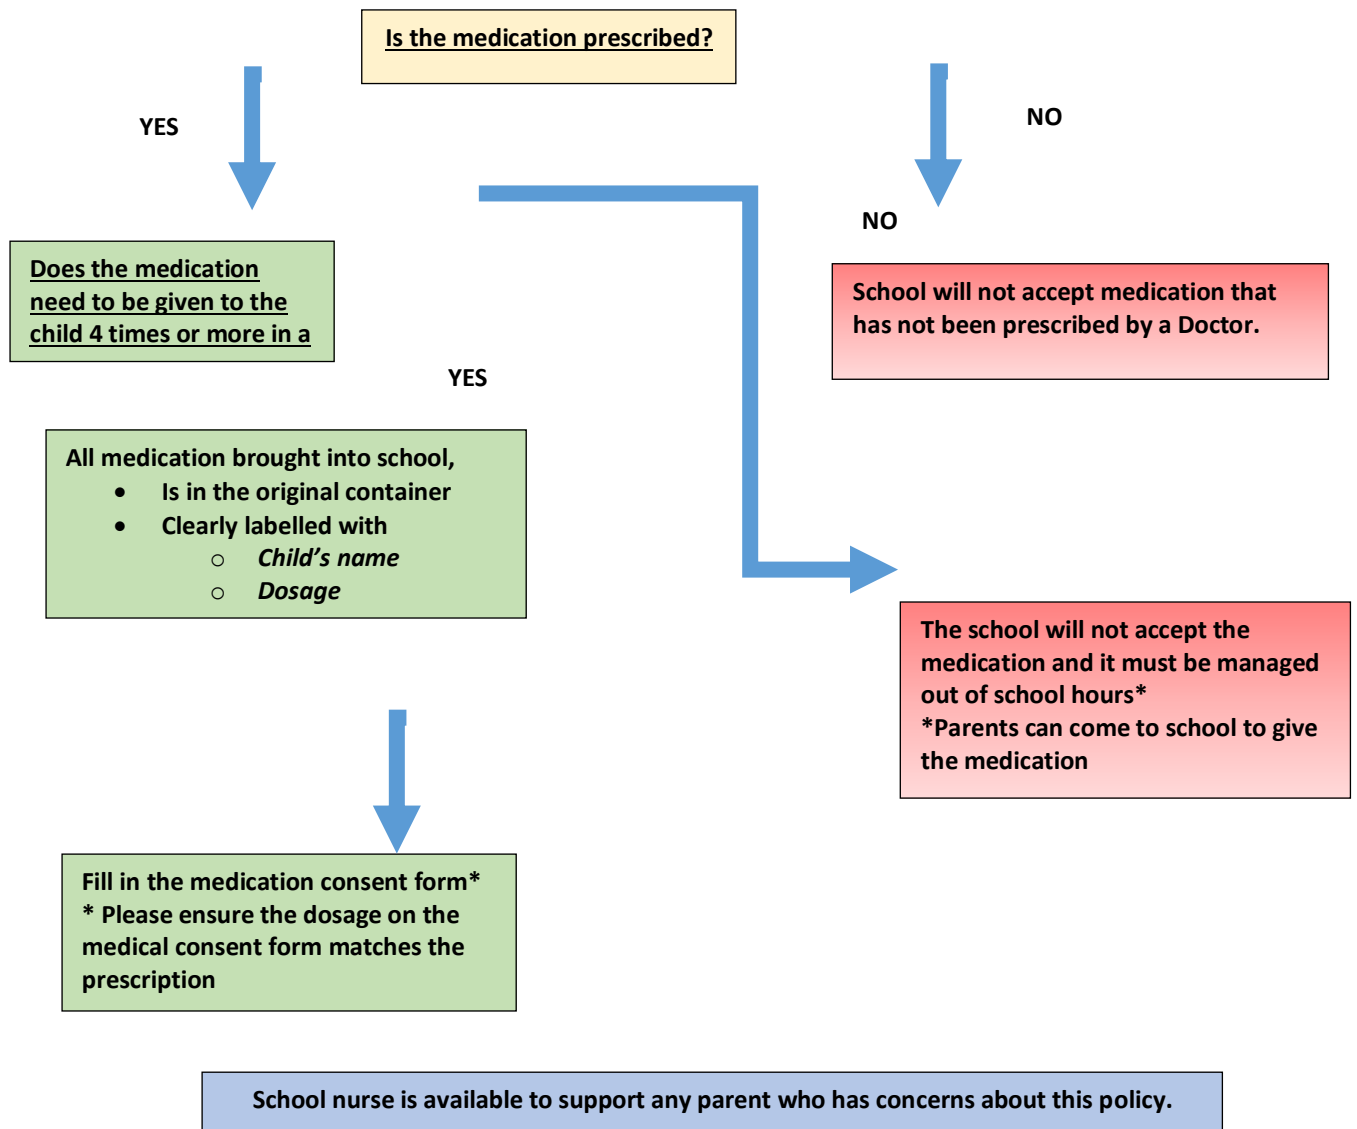 Is the medication prescribed?
YES
NO
NO
Does the medication
need to be given to the
child 4 times or more in a
School will not accept medication that
has not been prescribed by a Doctor.
YES
All medication brought into school,
• Is in the original container
• Clearly labelled with
o Child’s name
o Dosage
The school will not accept the
medication and it must be managed
out of school hours*
*Parents can come to school to give
the medication
Fill in the medication consent form*
* Please ensure the dosage on the
medical consent form matches the
prescription
School nurse is available to support any parent who has concerns about this policy.